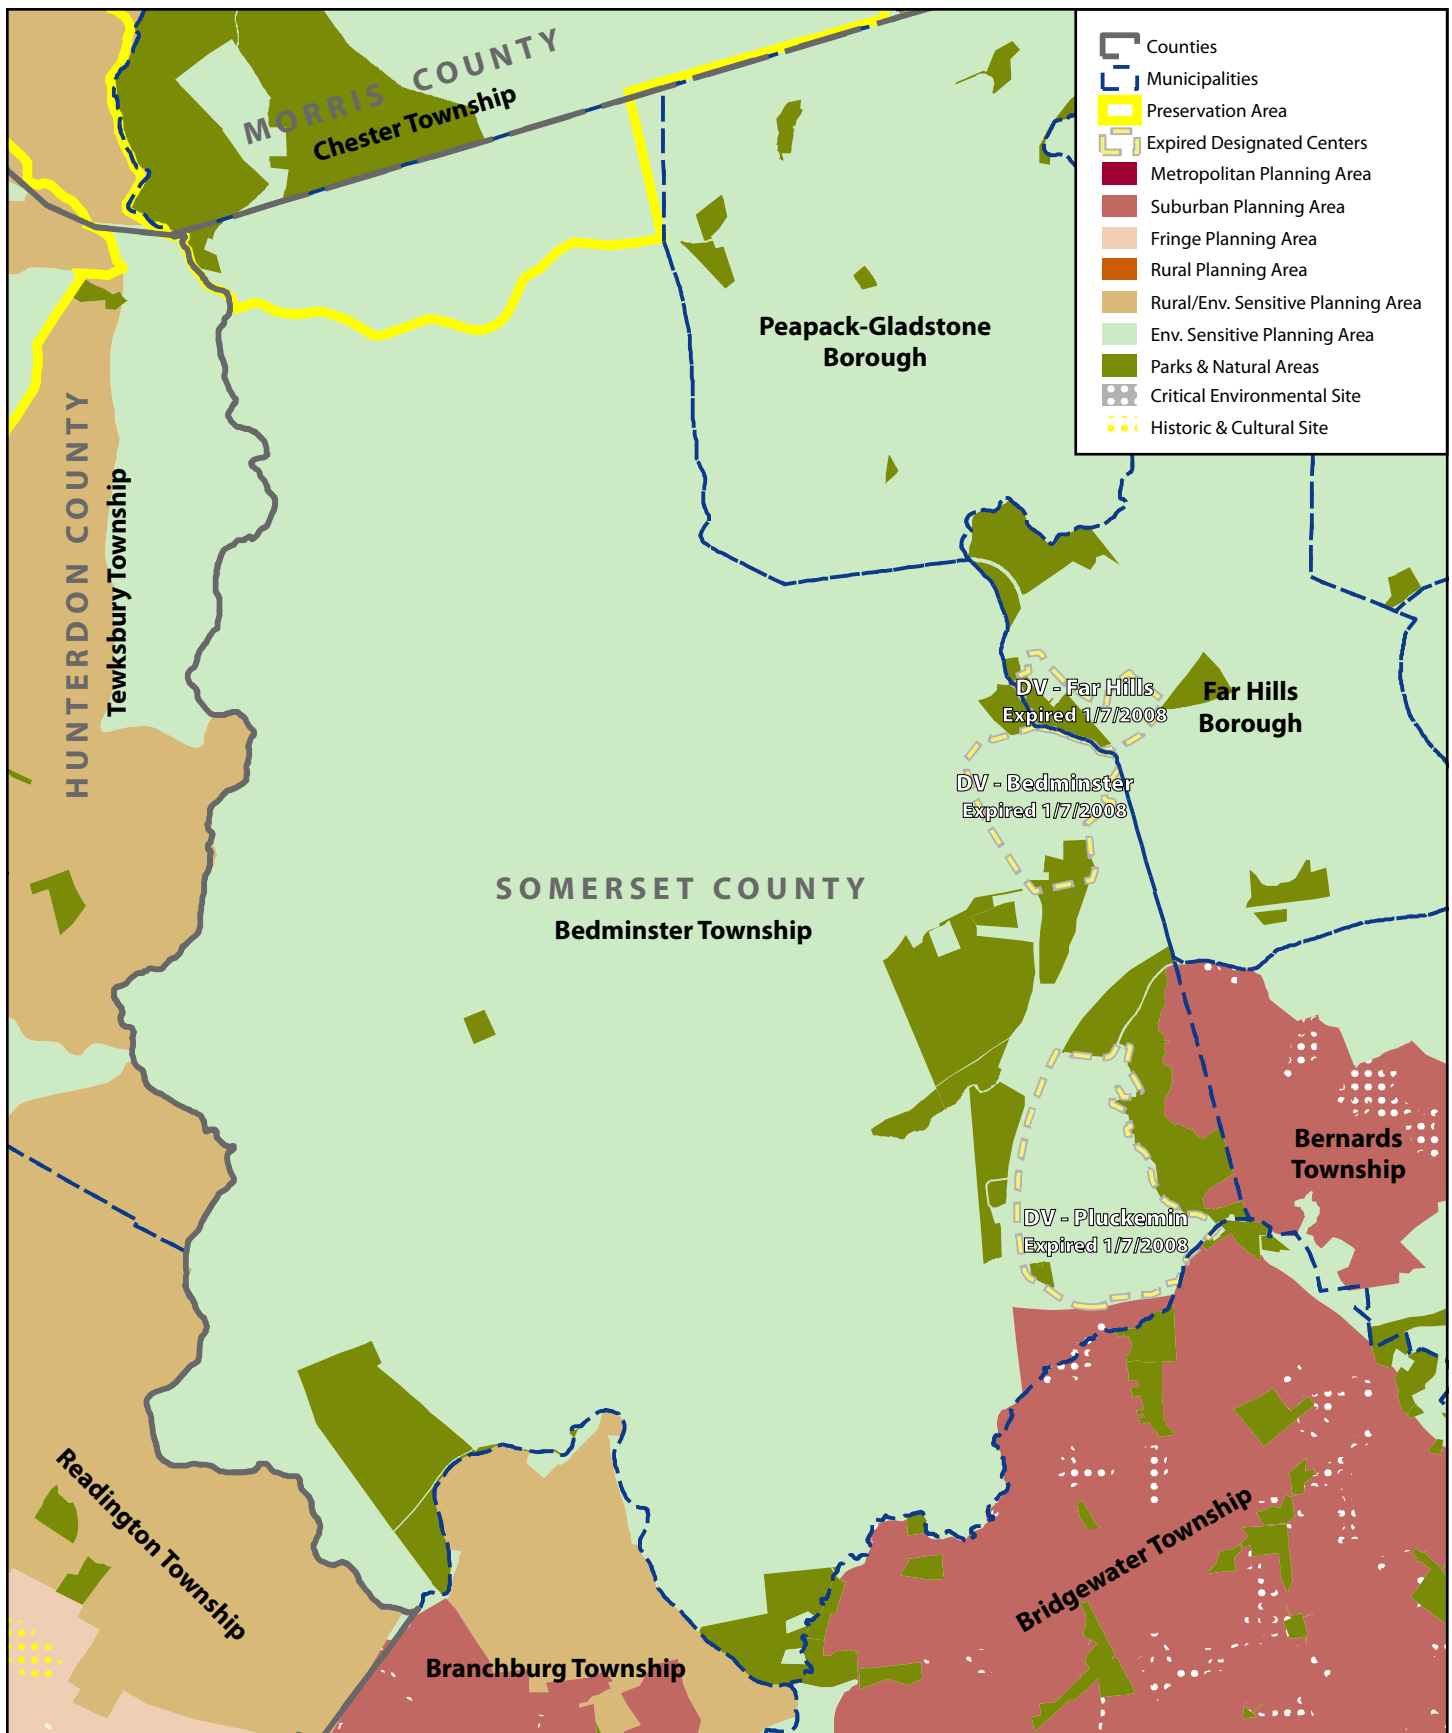 Counties
Municipalities
Preservation Area
Expired Designated Centers
Metropolitan Planning Area
Suburban Planning Area
Fringe Planning Area
Rural Planning Area
Rural/Env. Sensitive Planning Area
Env. Sensitive Planning Area
Parks & Natural Areas
Critical Environmental Site
Historic & Cultural Site
MORRIS COUNTY
Chester Township
Peapack-Gladstone
Borough
HUNTERDON COUNTY
Tewksbury Township
DV - Far Hills
Expired 1/7/2008
Far Hills
Borough
DV - Bedminster
Expired 1/7/2008
SOMERSET COUNTY
Bedminster Township
Bernards
Township
DV - Pluckemin
Expired 1/7/2008
Readington Township
Bridgewater Township
Branchburg Township